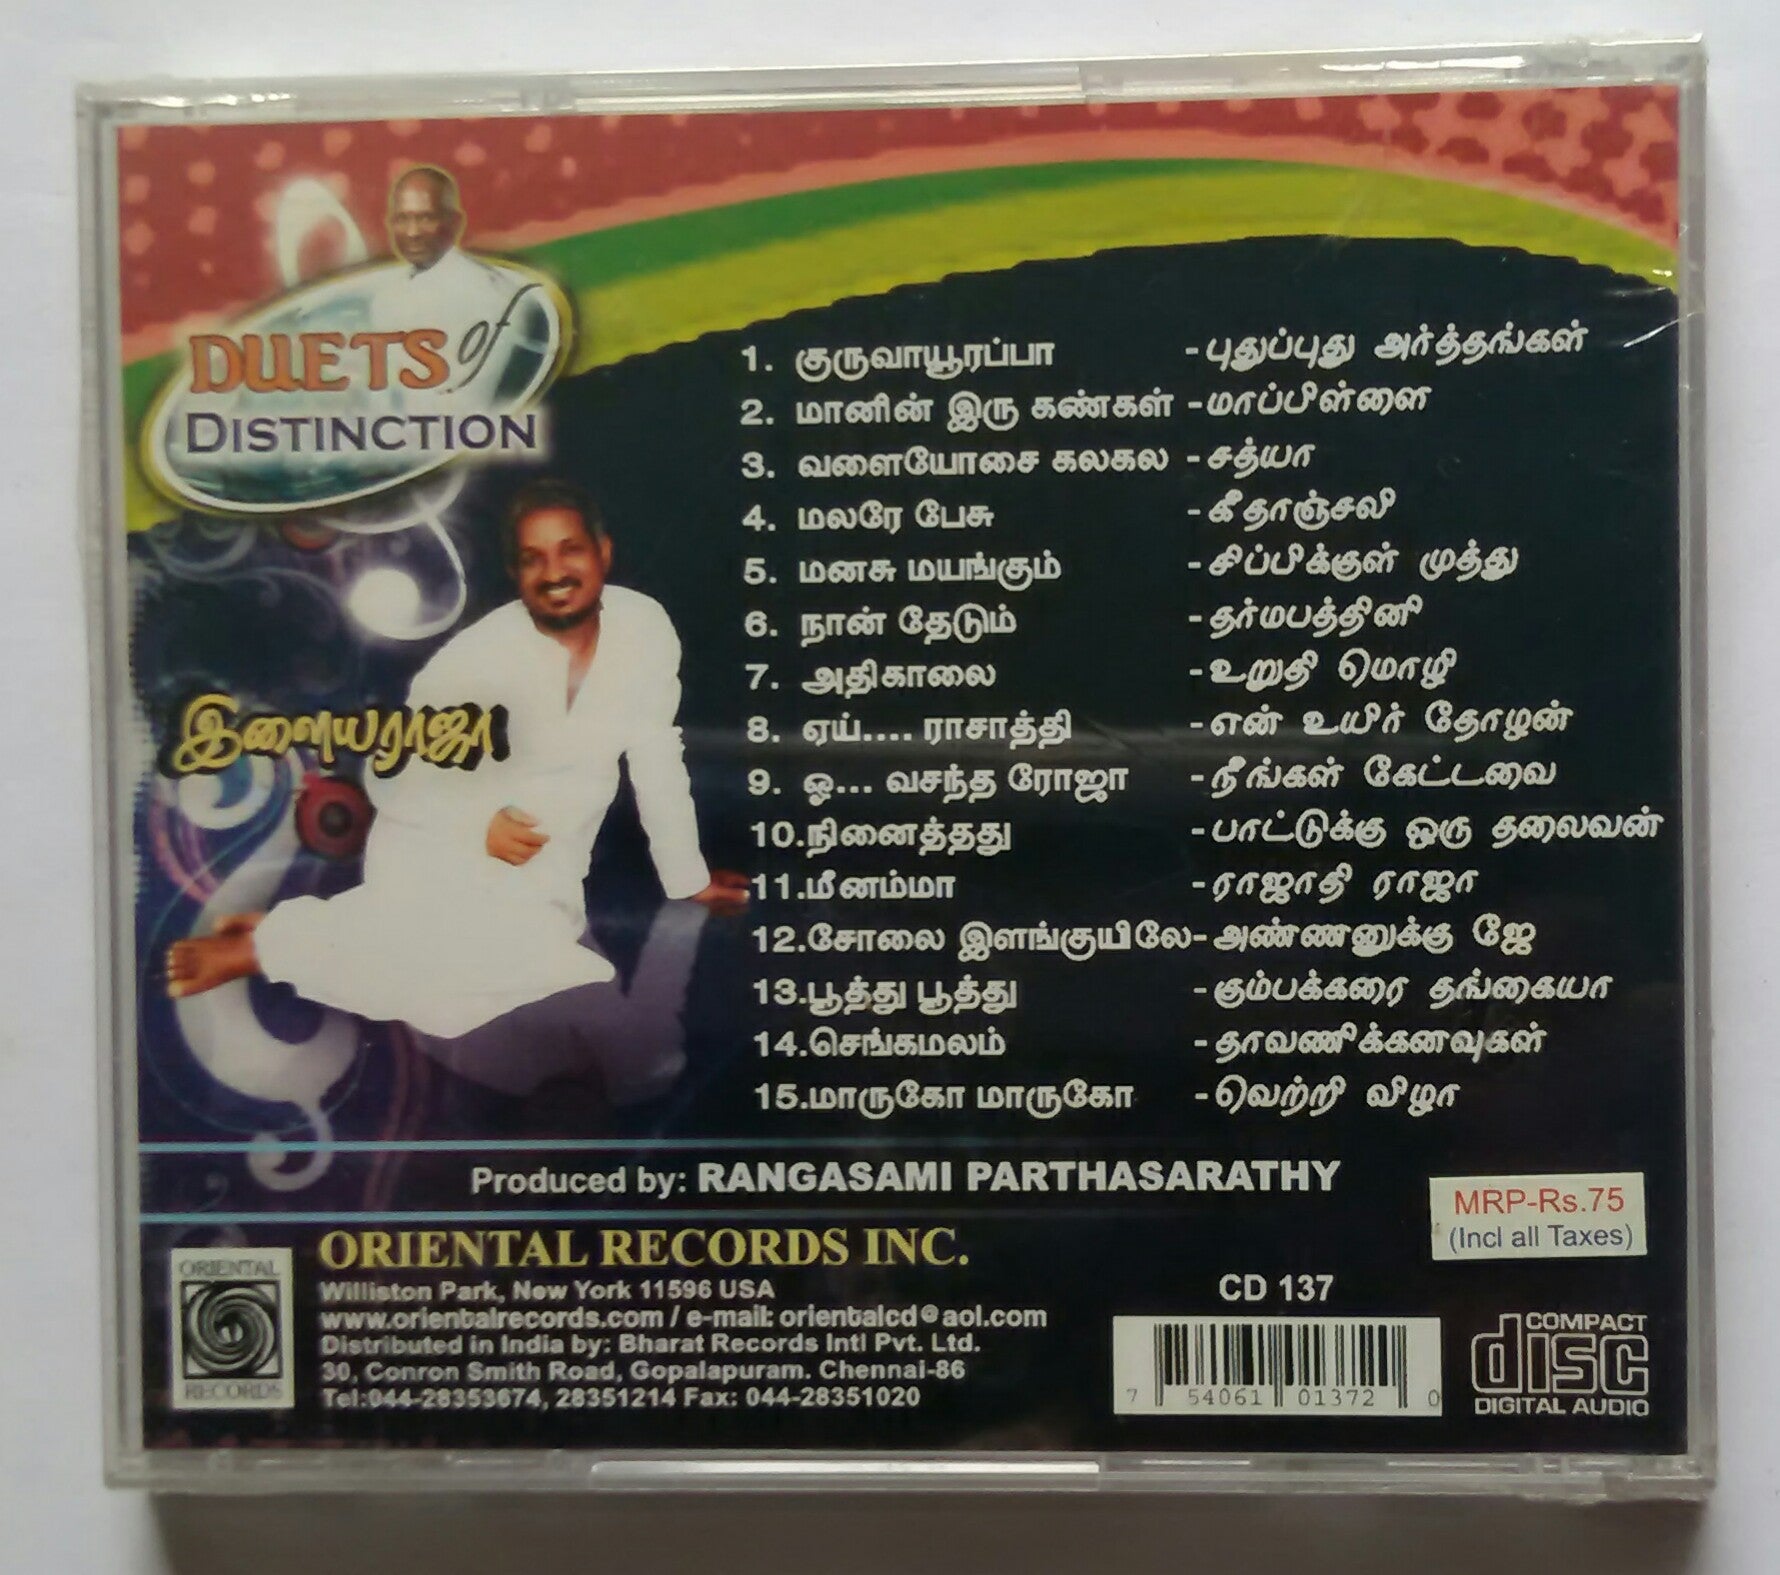 DUETS of
DISTINCTION
இளையராஜா
1. குருவாயூரப்பா - புதுப்புது அர்த்தங்கள்
2. மானின் இரு கண்கள் - மாப்பிள்ளை
3. வளையோசை கலகல - சத்யா
4. மலரே பேசு - கீதாஞ்சலி
5. மனசு மயங்கும் - சிப்பிக்குள் முத்து
6. நான் தேடும் - தர்மபத்தினி
7. அதிகாலை - உறுதி மொழி
8. ஏய்.... ராசாத்தி - என் உயிர் தோழன்
9. ஓ... வசந்த ரோஜா - நீங்கள் கேட்டவை
10.நினைத்தது - பாட்டுக்கு ஒரு தலைவன்
11.மீனம்மா - ராஜாதி ராஜா
12.சோலை இளங்குயிலே- அண்ணனுக்கு ஜே
13.பூத்து பூத்து - கும்பக்கரை தங்கையா
14.செங்கமலம் - தாவணிக்கனவுகள்
15.மாருகோ மாருகோ - வெற்றி விழா
Produced by: RANGASAMI PARTHASARATHY
MRP-Rs.75
(Incl all Taxes)
ORIENTAL
RECORDS
ORIENTAL RECORDS INC.
Williston Park, New York 11596 USA
www.orientalrecords.com / e-mail: orientalcd@aol.com
Distributed in India by: Bharat Records Intl Pvt. Ltd.
30, Conron Smith Road, Gopalapuram. Chennai-86
Tel:044-28353674, 28351214 Fax: 044-28351020
CD 137
7 54061 01372 0
COMPACT
disc
DIGITAL AUDIO